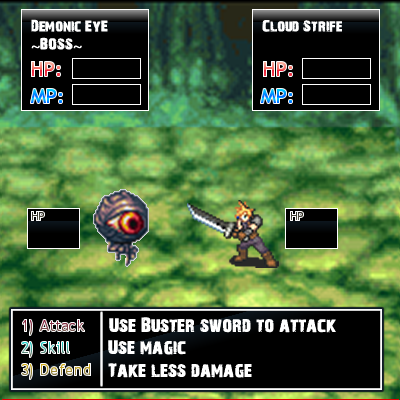 Demonic Eye
~BOSS~
HP:
MP:
Cloud Strife
HP:
MP:
HP
HP
1) Attack
Use Buster sword to attack
2) Skill
Use magic
3) Defend
Take less damage